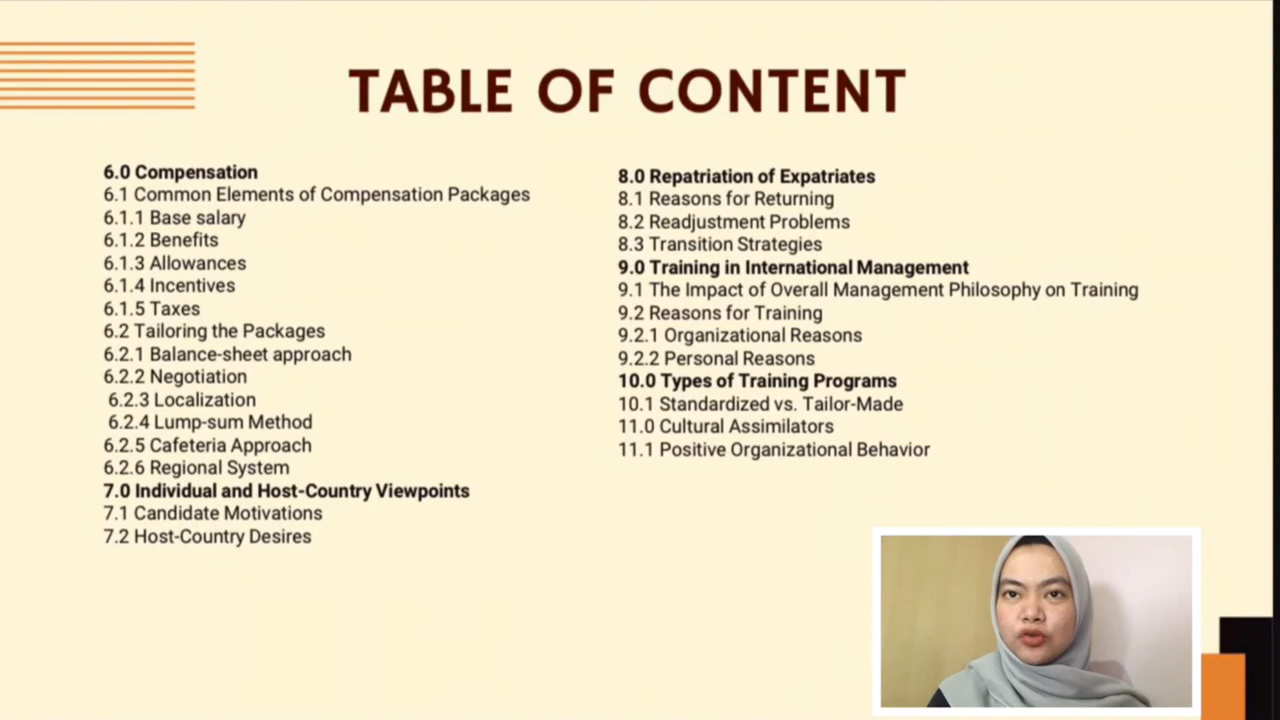 TABLE OF CONTENT
6.0 Compensation
6.1 Common Elements of Compensation Packages
6.1.1 Base salary
6.1.2 Benefits
6.1.3 Allowances
6.1.4 Incentives
6.1.5 Taxes
6.2 Tailoring the Packages
6.2.1 Balance-sheet approach
6.2.2 Negotiation
6.2.3 Localization
6.2.4 Lump-sum Method
6.2.5 Cafeteria Approach
6.2.6 Regional System
7.0 Individual and Host-Country Viewpoints
7.1 Candidate Motivations
7.2 Host-Country Desires
8.0 Repatriation of Expatriates
8.1 Reasons for Returning
8.2 Readjustment Problems
8.3 Transition Strategies
9.0 Training in International Management
9.1 The Impact of Overall Management Philosophy on Training
9.2 Reasons for Training
9.2.1 Organizational Reasons
9.2.2 Personal Reasons
10.0 Types of Training Programs
10.1 Standardized vs. Tailor-Made
11.0 Cultural Assimilators
11.1 Positive Organizational Behavior